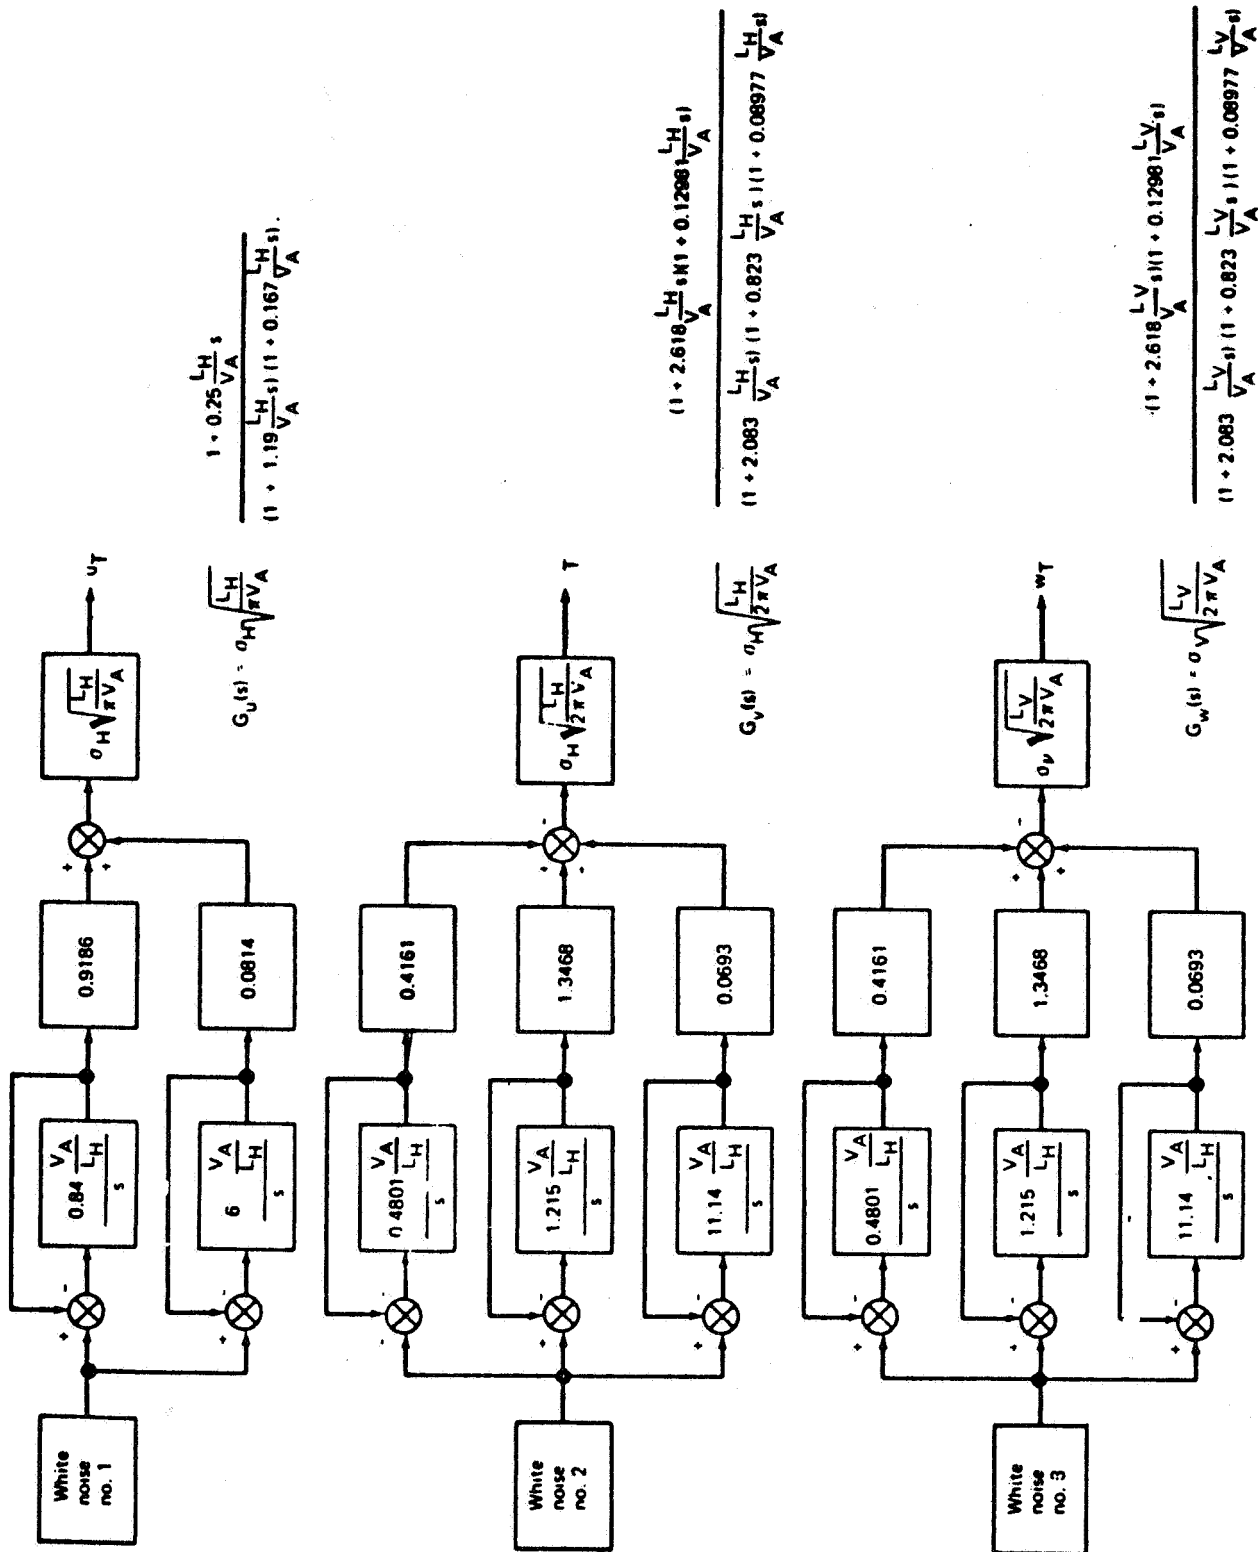 White
noise
no. 1
0.84 V_A/L_H
s
6 V_A/L_H
s
0.9186
0.0814
σ_H √(L_H/πV_A)
u_T
G_U(s) = σ_H √(L_H/πV_A)
1 + 0.25 L_H/V_A s
(1 + 1.19 L_H/V_A s) (1 + 0.167 L_H/V_A s).
White
noise
no. 2
0.4801 V_A/L_H
s
1.215 V_A/L_H
s
11.14 V_A/L_H
s
0.4161
1.3468
0.0693
σ_H √(L_H/2πV_A)
T
G_V(s) = σ_H √(L_H/2πV_A)
(1 + 2.618 L_H/V_A s)(1 + 0.12981 L_H/V_A s)
(1 + 2.083 L_H/V_A s) (1 + 0.823 L_H/V_A s) (1 + 0.08977 L_H/V_A s)
White
noise
no. 3
0.4801 V_A/L_H
s
1.215 V_A/L_H
s
11.14 V_A/L_H
s
0.4161
1.3468
0.0693
σ_V √(L_V/2πV_A)
w_T
G_W(s) = σ_V √(L_V/2πV_A)
(1 + 2.618 L_V/V_A s)(1 + 0.12981 L_V/V_A s)
(1 + 2.083 L_V/V_A s) (1 + 0.823 L_V/V_A s) (1 + 0.08977 L_V/V_A s)